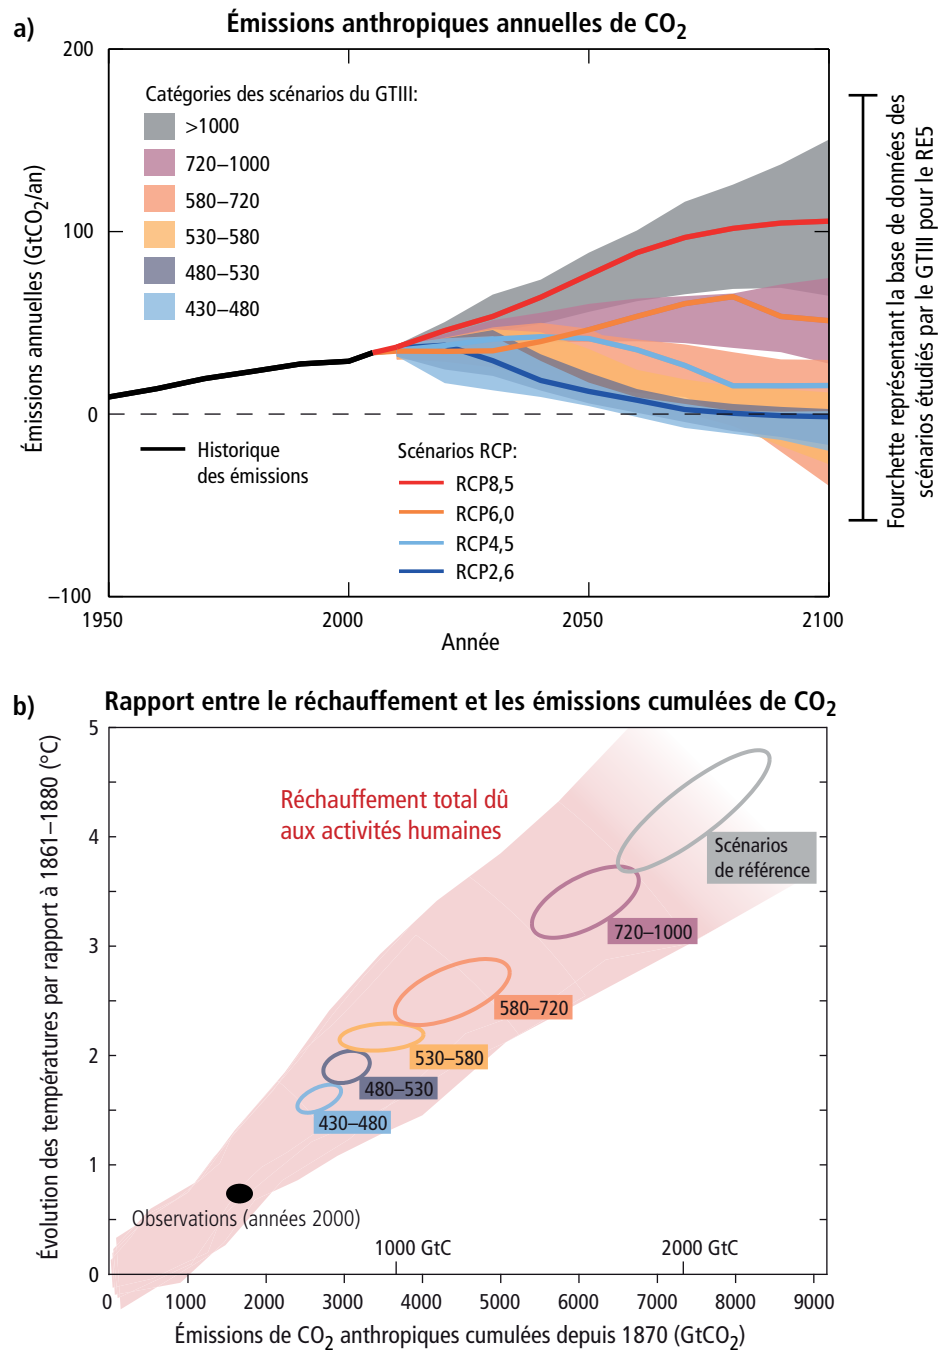 a)
Émissions anthropiques annuelles de CO₂
Émissions annuelles (GtCO₂/an)
200
100
0
–100
Catégories des scénarios du GTIII:
>1000
720–1000
580–720
530–580
480–530
430–480
Historique
des émissions
Scénarios RCP:
RCP8,5
RCP6,0
RCP4,5
RCP2,6
1950
2000
2050
2100
Année
Fourchette représentant la base de données des
scénarios étudiés par le GTIII pour le RE5
b)
Rapport entre le réchauffement et les émissions cumulées de CO₂
Évolution des températures par rapport à 1861–1880 (°C)
5
4
3
2
1
0
Réchauffement total dû
aux activités humaines
Scénarios
de référence
720–1000
580–720
530–580
480–530
430–480
Observations (années 2000)
1000 GtC
2000 GtC
0
1000
2000
3000
4000
5000
6000
7000
8000
9000
Émissions de CO₂ anthropiques cumulées depuis 1870 (GtCO₂)